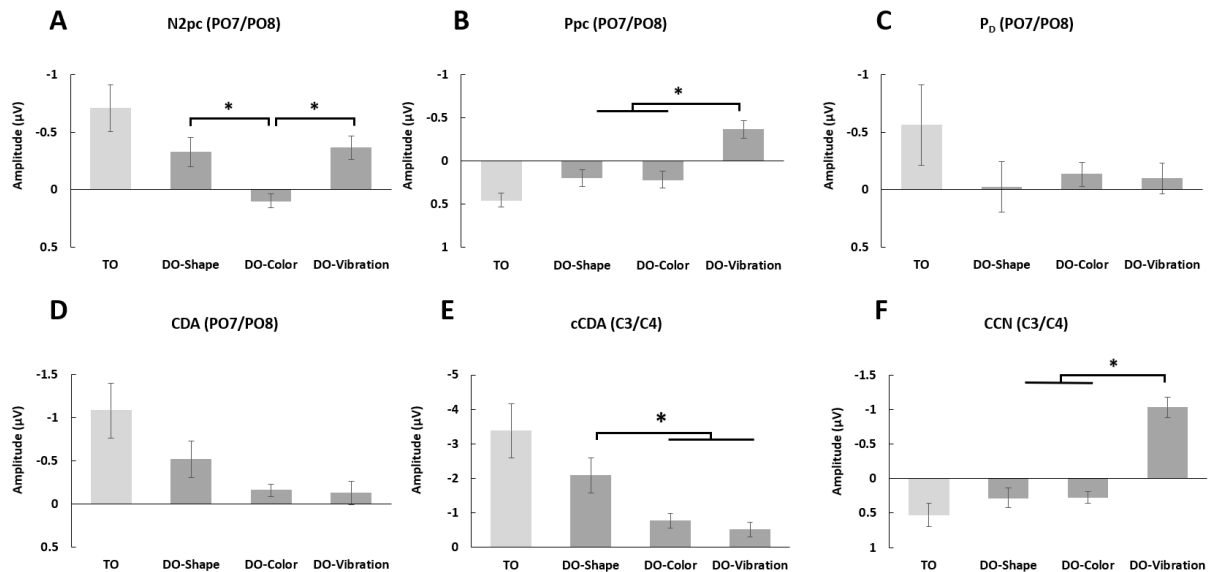 A
N2pc (PO7/PO8)
Amplitude (μV)
-1
-0.5
0
0.5
*
*
TO DO-Shape DO-Color DO-Vibration
B
Ppc (PO7/PO8)
Amplitude (μV)
-1
-0.5
0
0.5
1
*
TO DO-Shape DO-Color DO-Vibration
C
PD (PO7/PO8)
Amplitude (μV)
-1
-0.5
0
0.5
TO DO-Shape DO-Color DO-Vibration
D
CDA (PO7/PO8)
Amplitude (μV)
-1.5
-1
-0.5
0
0.5
TO DO-Shape DO-Color DO-Vibration
E
cCDA (C3/C4)
Amplitude (μV)
-5
-4
-3
-2
-1
0
*
TO DO-Shape DO-Color DO-Vibration
F
CCN (C3/C4)
Amplitude (μV)
-1.5
-1
-0.5
0
0.5
1
*
TO DO-Shape DO-Color DO-Vibration